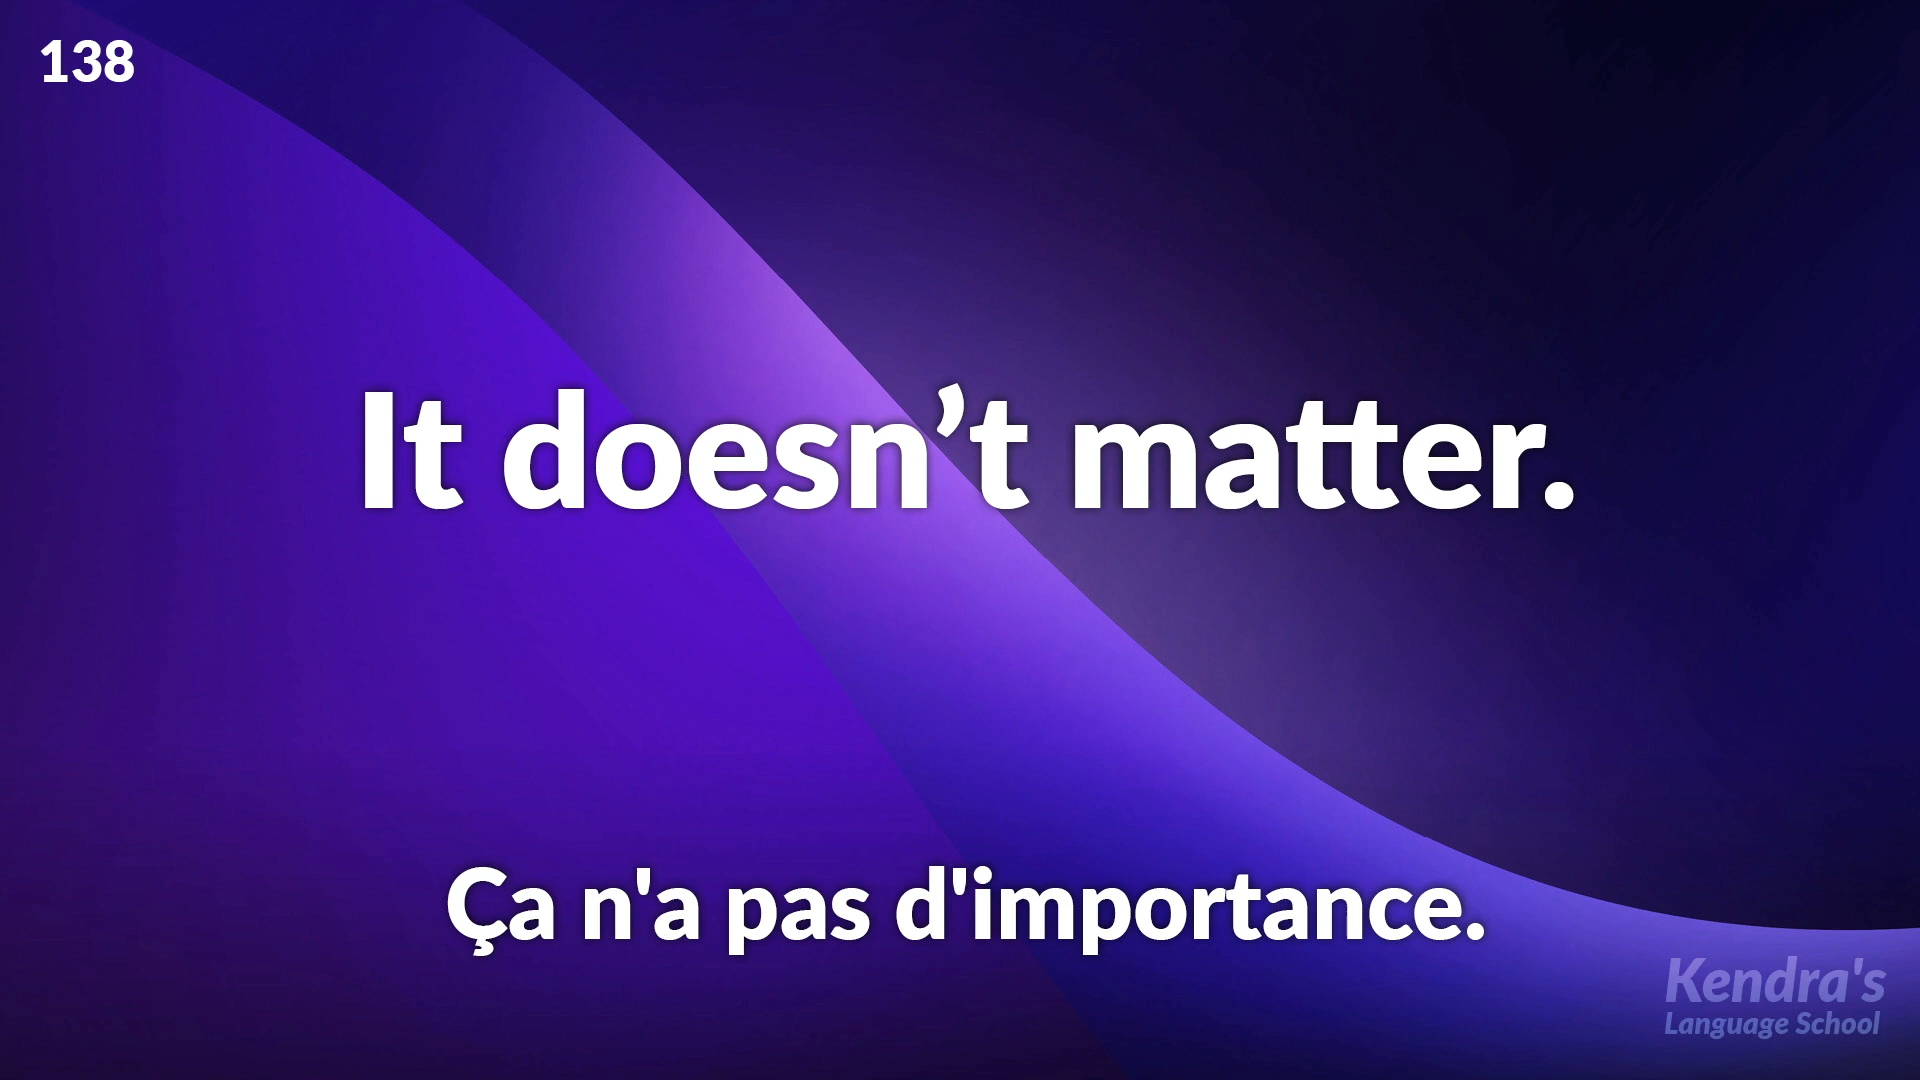 138
It doesn’t matter.
Ça n'a pas d'importance.
Kendra's
Language School